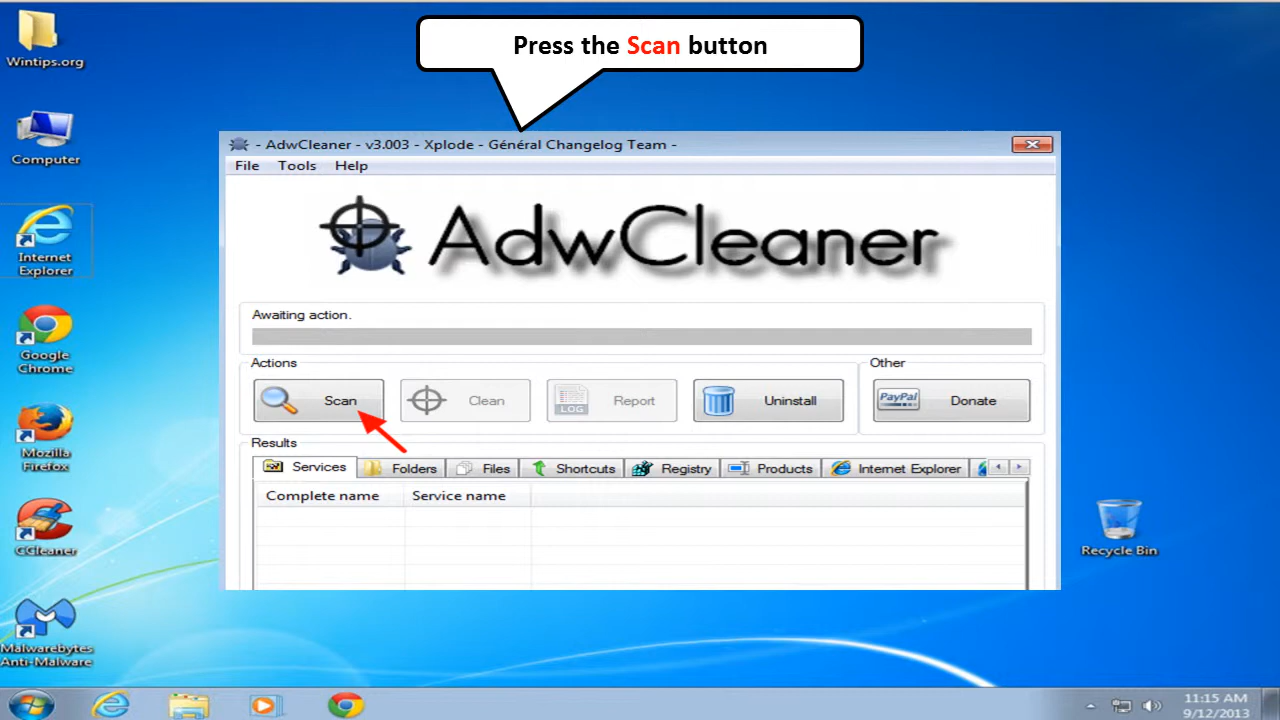 Press the Scan button
Wintips.org
Computer
Internet
Explorer
Google
Chrome
Mozilla
Firefox
CCleaner
Malwarebytes
Anti-Malware
- AdwCleaner - v3.003 - Xplode - Général Changelog Team -
File Tools Help
AdwCleaner
Awaiting action.
Actions
Other
Scan
Clean
LOG
Report
Uninstall
PayPal
Donate
Results
Services Folders Files Shortcuts Registry Products Internet Explorer
Complete name Service name
Recycle Bin
11:15 AM
9/12/2013